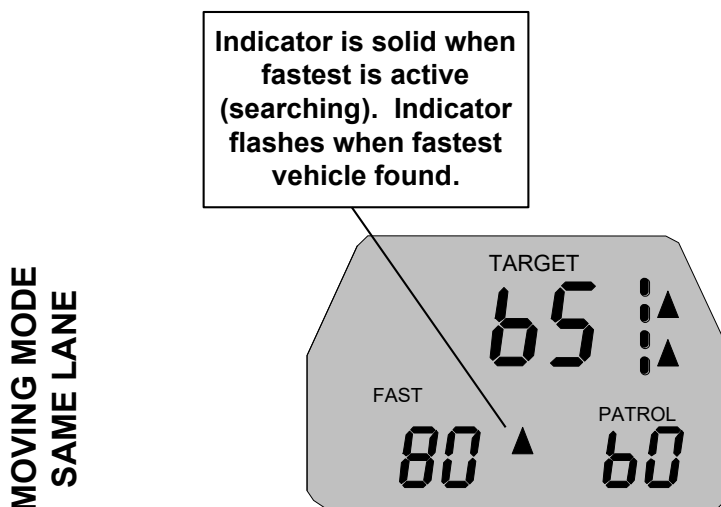 Indicator is solid when
fastest is active
(searching). Indicator
flashes when fastest
vehicle found.
MOVING MODE
SAME LANE
TARGET
65
FAST
80
PATROL
60